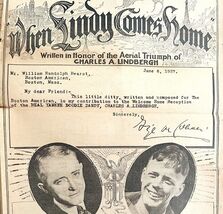 When Lindy Comes Home
Written in Honor of the Aerial Triumph
of
CHARLES A. LINDBERGH
June 6, 1927.
Mr. William Randolph Hearst,
Boston American,
Boston, Mass.
My dear Friend:-
This little ditty, written and composed for The
Boston American, is my contribution to the Welcome Home Reception
of the REAL YANKEE DOODLE DANDY, CHARLES A. LINDBERGH.
Sincerely,